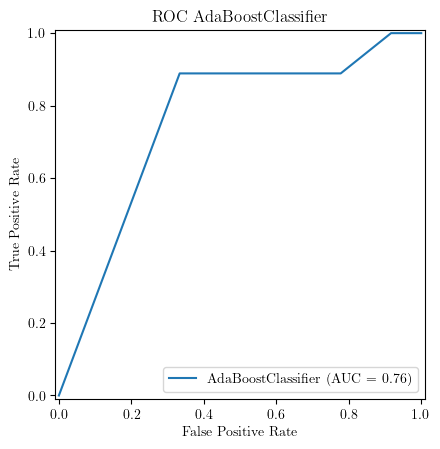 ROC AdaBoostClassifier
1.0
0.8
0.6
0.4
0.2
0.0
True Positive Rate
AdaBoostClassifier (AUC = 0.76)
0.0 0.2 0.4 0.6 0.8 1.0
False Positive Rate